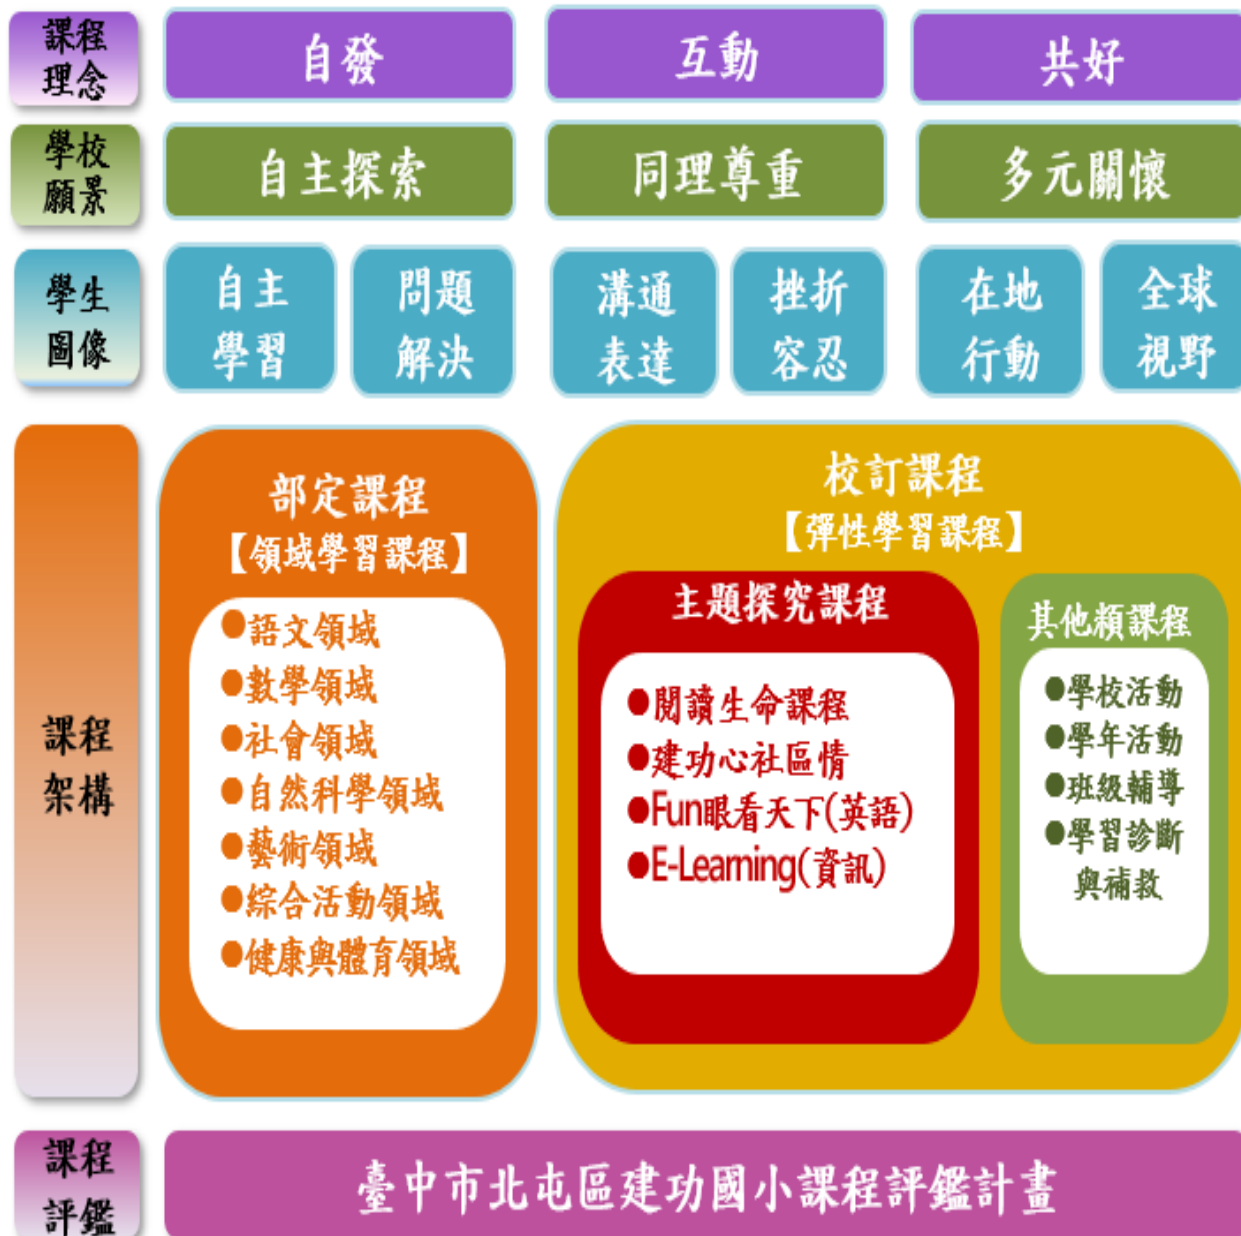 課程
理念
自發
互動
共好
學校
願景
自主探索
同理尊重
多元關懷
學生
圖像
自主
學習
問題
解決
溝通
表達
挫折
容忍
在地
行動
全球
視野
課程
架構
部定課程
【領域學習課程】
●語文領域
●數學領域
●社會領域
●自然科學領域
●藝術領域
●綜合活動領域
●健康與體育領域
校訂課程
【彈性學習課程】
主題探究課程
●閱讀生命課程
●建功心社區情
●Fun眼看天下(英語)
●E-Learning(資訊)
其他類課程
●學校活動
●學年活動
●班級輔導
●學習診斷
與補救
課程
評鑑
臺中市北屯區建功國小課程評鑑計畫